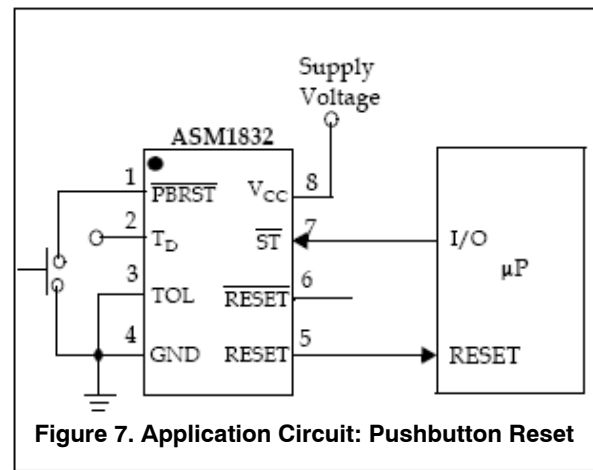 Supply
Voltage
ASM1832
1 PBRST
VCC 8
2 TD
ST 7
3 TOL
RESET 6
4 GND
RESET 5
I/O
µP
RESET
Figure 7. Application Circuit: Pushbutton Reset